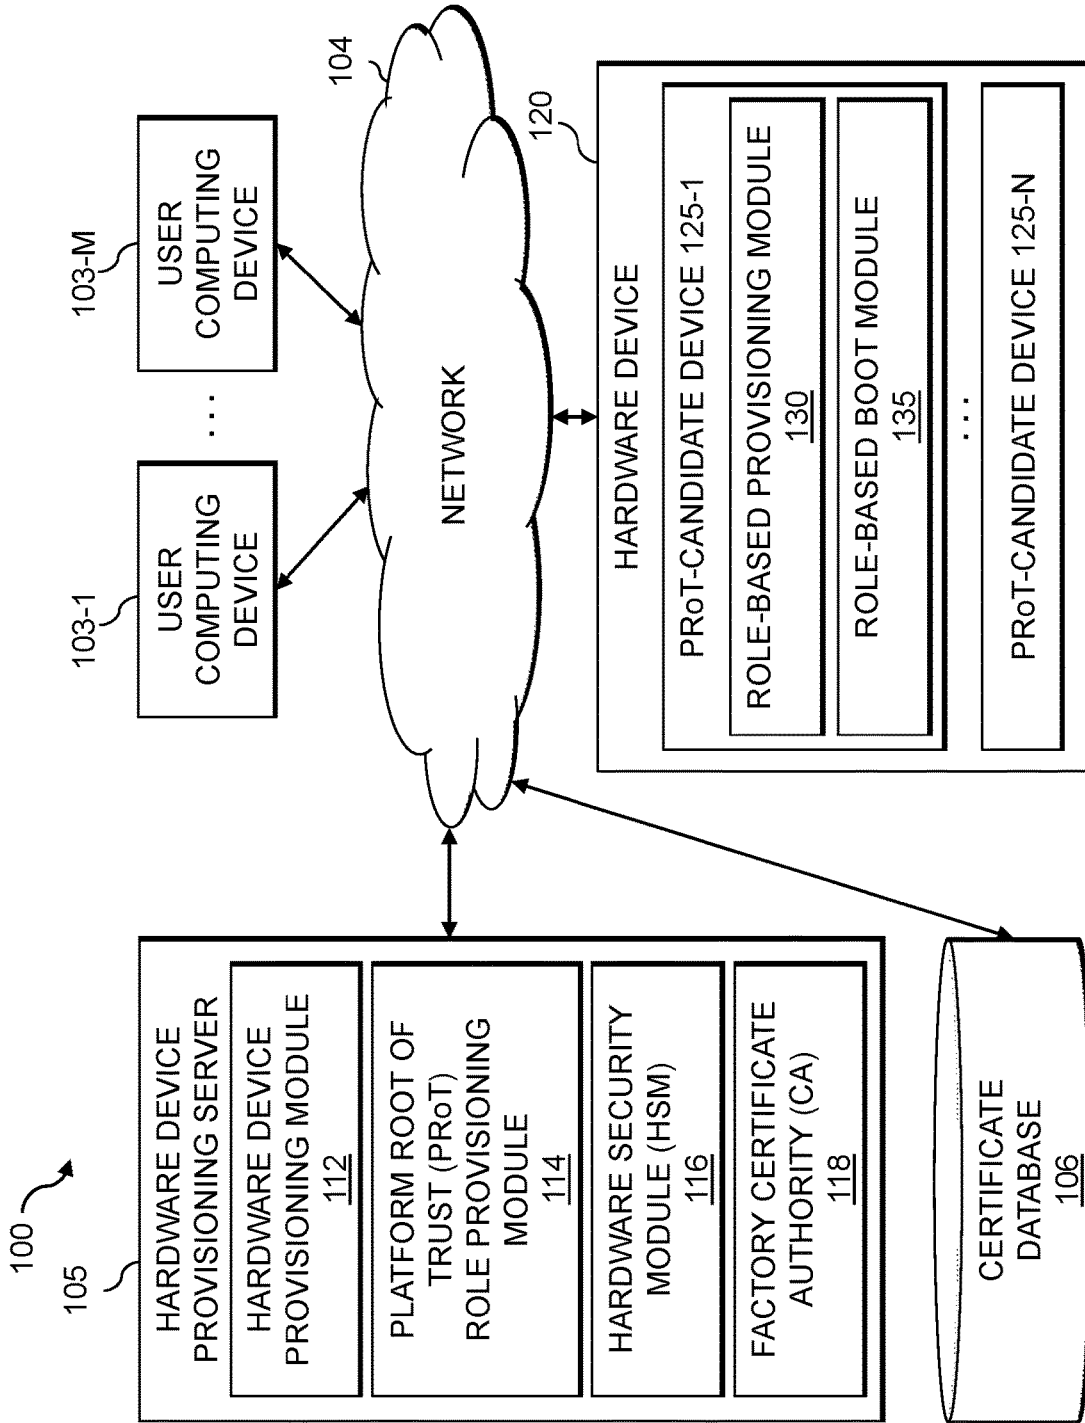 100
105
HARDWARE DEVICE
PROVISIONING SERVER
HARDWARE DEVICE
PROVISIONING MODULE
112
PLATFORM ROOT OF
TRUST (PRoT)
ROLE PROVISIONING
MODULE
114
HARDWARE SECURITY
MODULE (HSM)
116
FACTORY CERTIFICATE
AUTHORITY (CA)
118
CERTIFICATE
DATABASE
106
103-1
USER
COMPUTING
DEVICE
...
103-M
USER
COMPUTING
DEVICE
104
NETWORK
120
HARDWARE DEVICE
PRoT-CANDIDATE DEVICE 125-1
ROLE-BASED PROVISIONING MODULE
130
ROLE-BASED BOOT MODULE
135
...
PRoT-CANDIDATE DEVICE 125-N